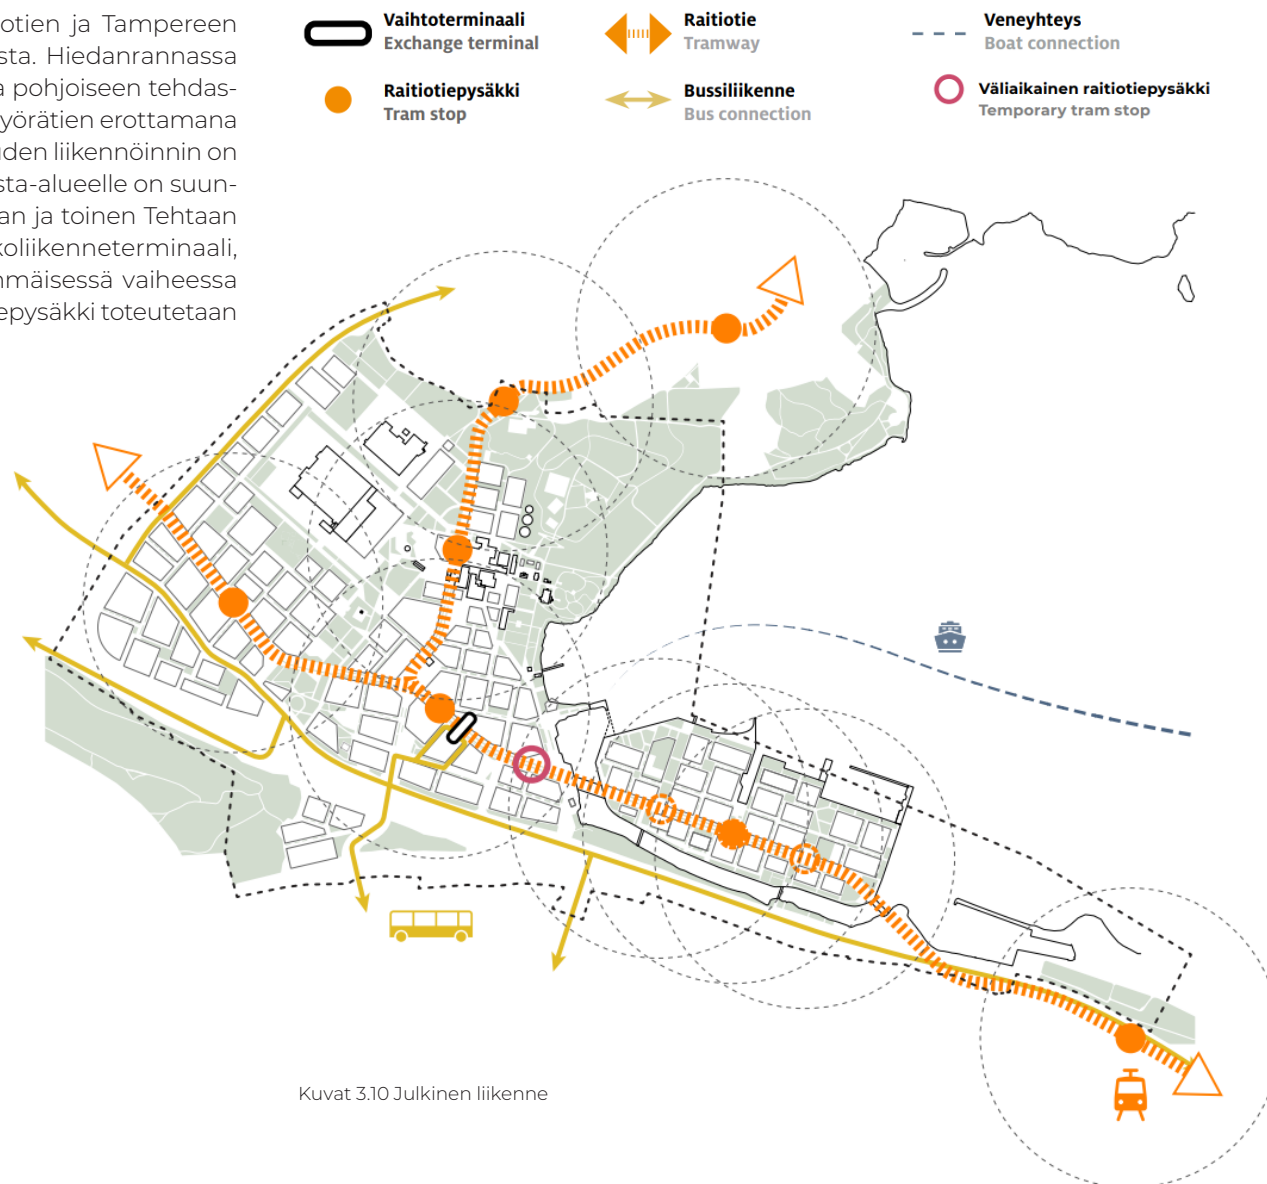 otien ja Tampereen
sta. Hiedanrannassa
a pohjoiseen tehdas-
yörätien erottamana
uden liikennöinnin on
sta-alueelle on suun-
an ja toinen Tehtaan
koliikenneterminaali,
mmäisessä vaiheessa
epysäkki toteutetaan
Vaihtoterminaali
Exchange terminal
Raitiotie
Tramway
Veneyhteys
Boat connection
Raitiotiepysäkki
Tram stop
Bussiliikenne
Bus connection
Väliaikainen raitiotiepysäkki
Temporary tram stop
Kuvat 3.10 Julkinen liikenne